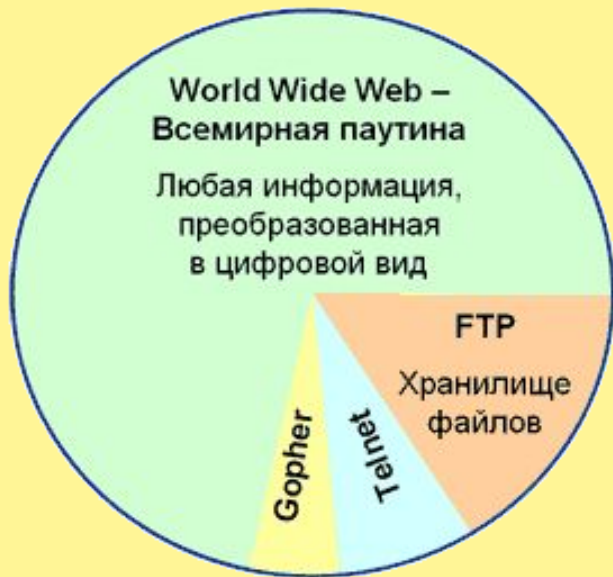 World Wide Web –
Всемирная паутина
Любая информация,
преобразованная
в цифровой вид
FTP
Хранилище
файлов
Telnet
Gopher